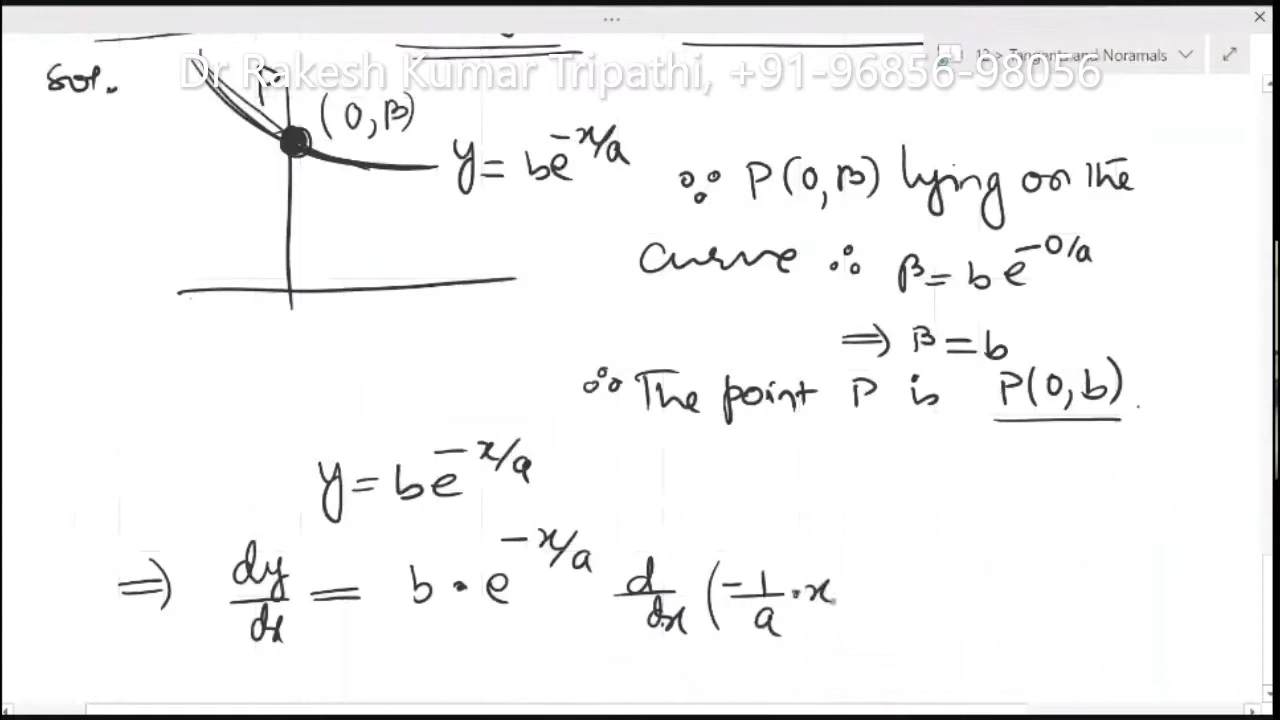 12 > Tangents and Noramals
Dr Rakesh Kumar Tripathi, +91-96856-98056
Sol.
P
(0, β)
y = be^{-x/a}
∵ P(0, β) lying on the
curve ∴ β = b e^{-0/a}
⇒ β = b
∴ The point P is P(0, b).
y = be^{-x/a}
⇒ dy/dx = b · e^{-x/a} d/dx (-1/a · x